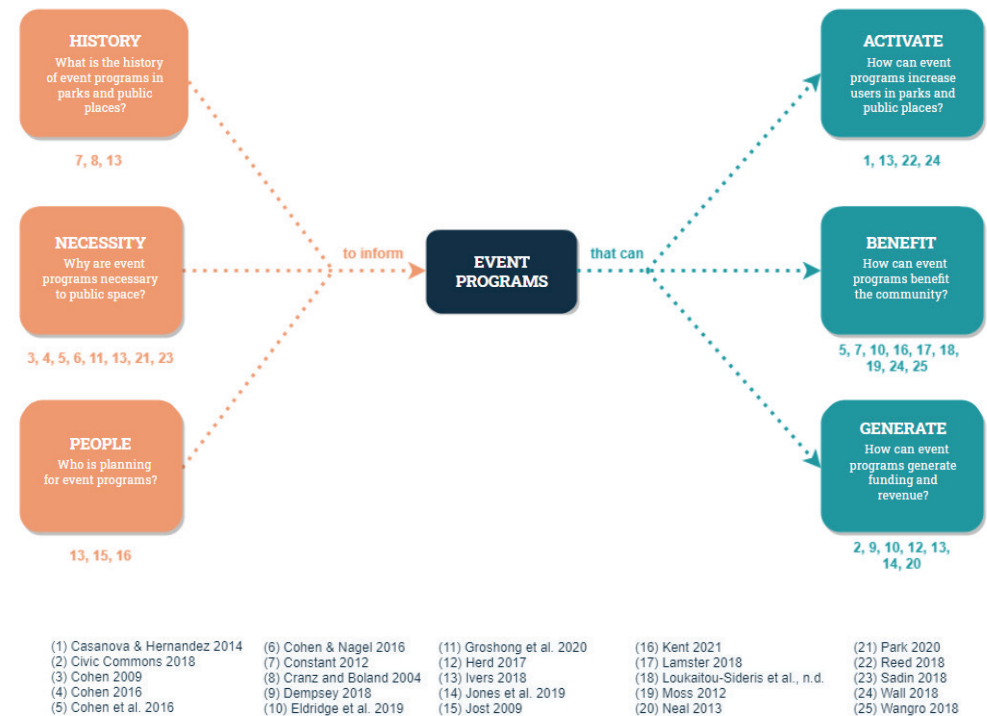 HISTORY
What is the history
of event programs in
parks and public
places?
7, 8, 13
NECESSITY
Why are event
programs necessary
to public space?
3, 4, 5, 6, 11, 13, 21, 23
PEOPLE
Who is planning
for event programs?
13, 15, 16
to inform
EVENT
PROGRAMS
that can
ACTIVATE
How can event
programs increase
users in parks and
public places?
1, 13, 22, 24
BENEFIT
How can event
programs benefit
the community?
5, 7, 10, 16, 17, 18,
19, 24, 25
GENERATE
How can event
programs generate
funding and
revenue?
2, 9, 10, 12, 13,
14, 20
(1) Casanova & Hernandez 2014
(2) Civic Commons 2018
(3) Cohen 2009
(4) Cohen 2016
(5) Cohen et al. 2016
(6) Cohen & Nagel 2016
(7) Constant 2012
(8) Cranz and Boland 2004
(9) Dempsey 2018
(10) Eldridge et al. 2019
(11) Groshong et al. 2020
(12) Herd 2017
(13) Ivers 2018
(14) Jones et al. 2019
(15) Jost 2009
(16) Kent 2021
(17) Lamster 2018
(18) Loukaitou-Sideris et al., n.d.
(19) Moss 2012
(20) Neal 2013
(21) Park 2020
(22) Reed 2018
(23) Sadin 2018
(24) Wall 2018
(25) Wangro 2018